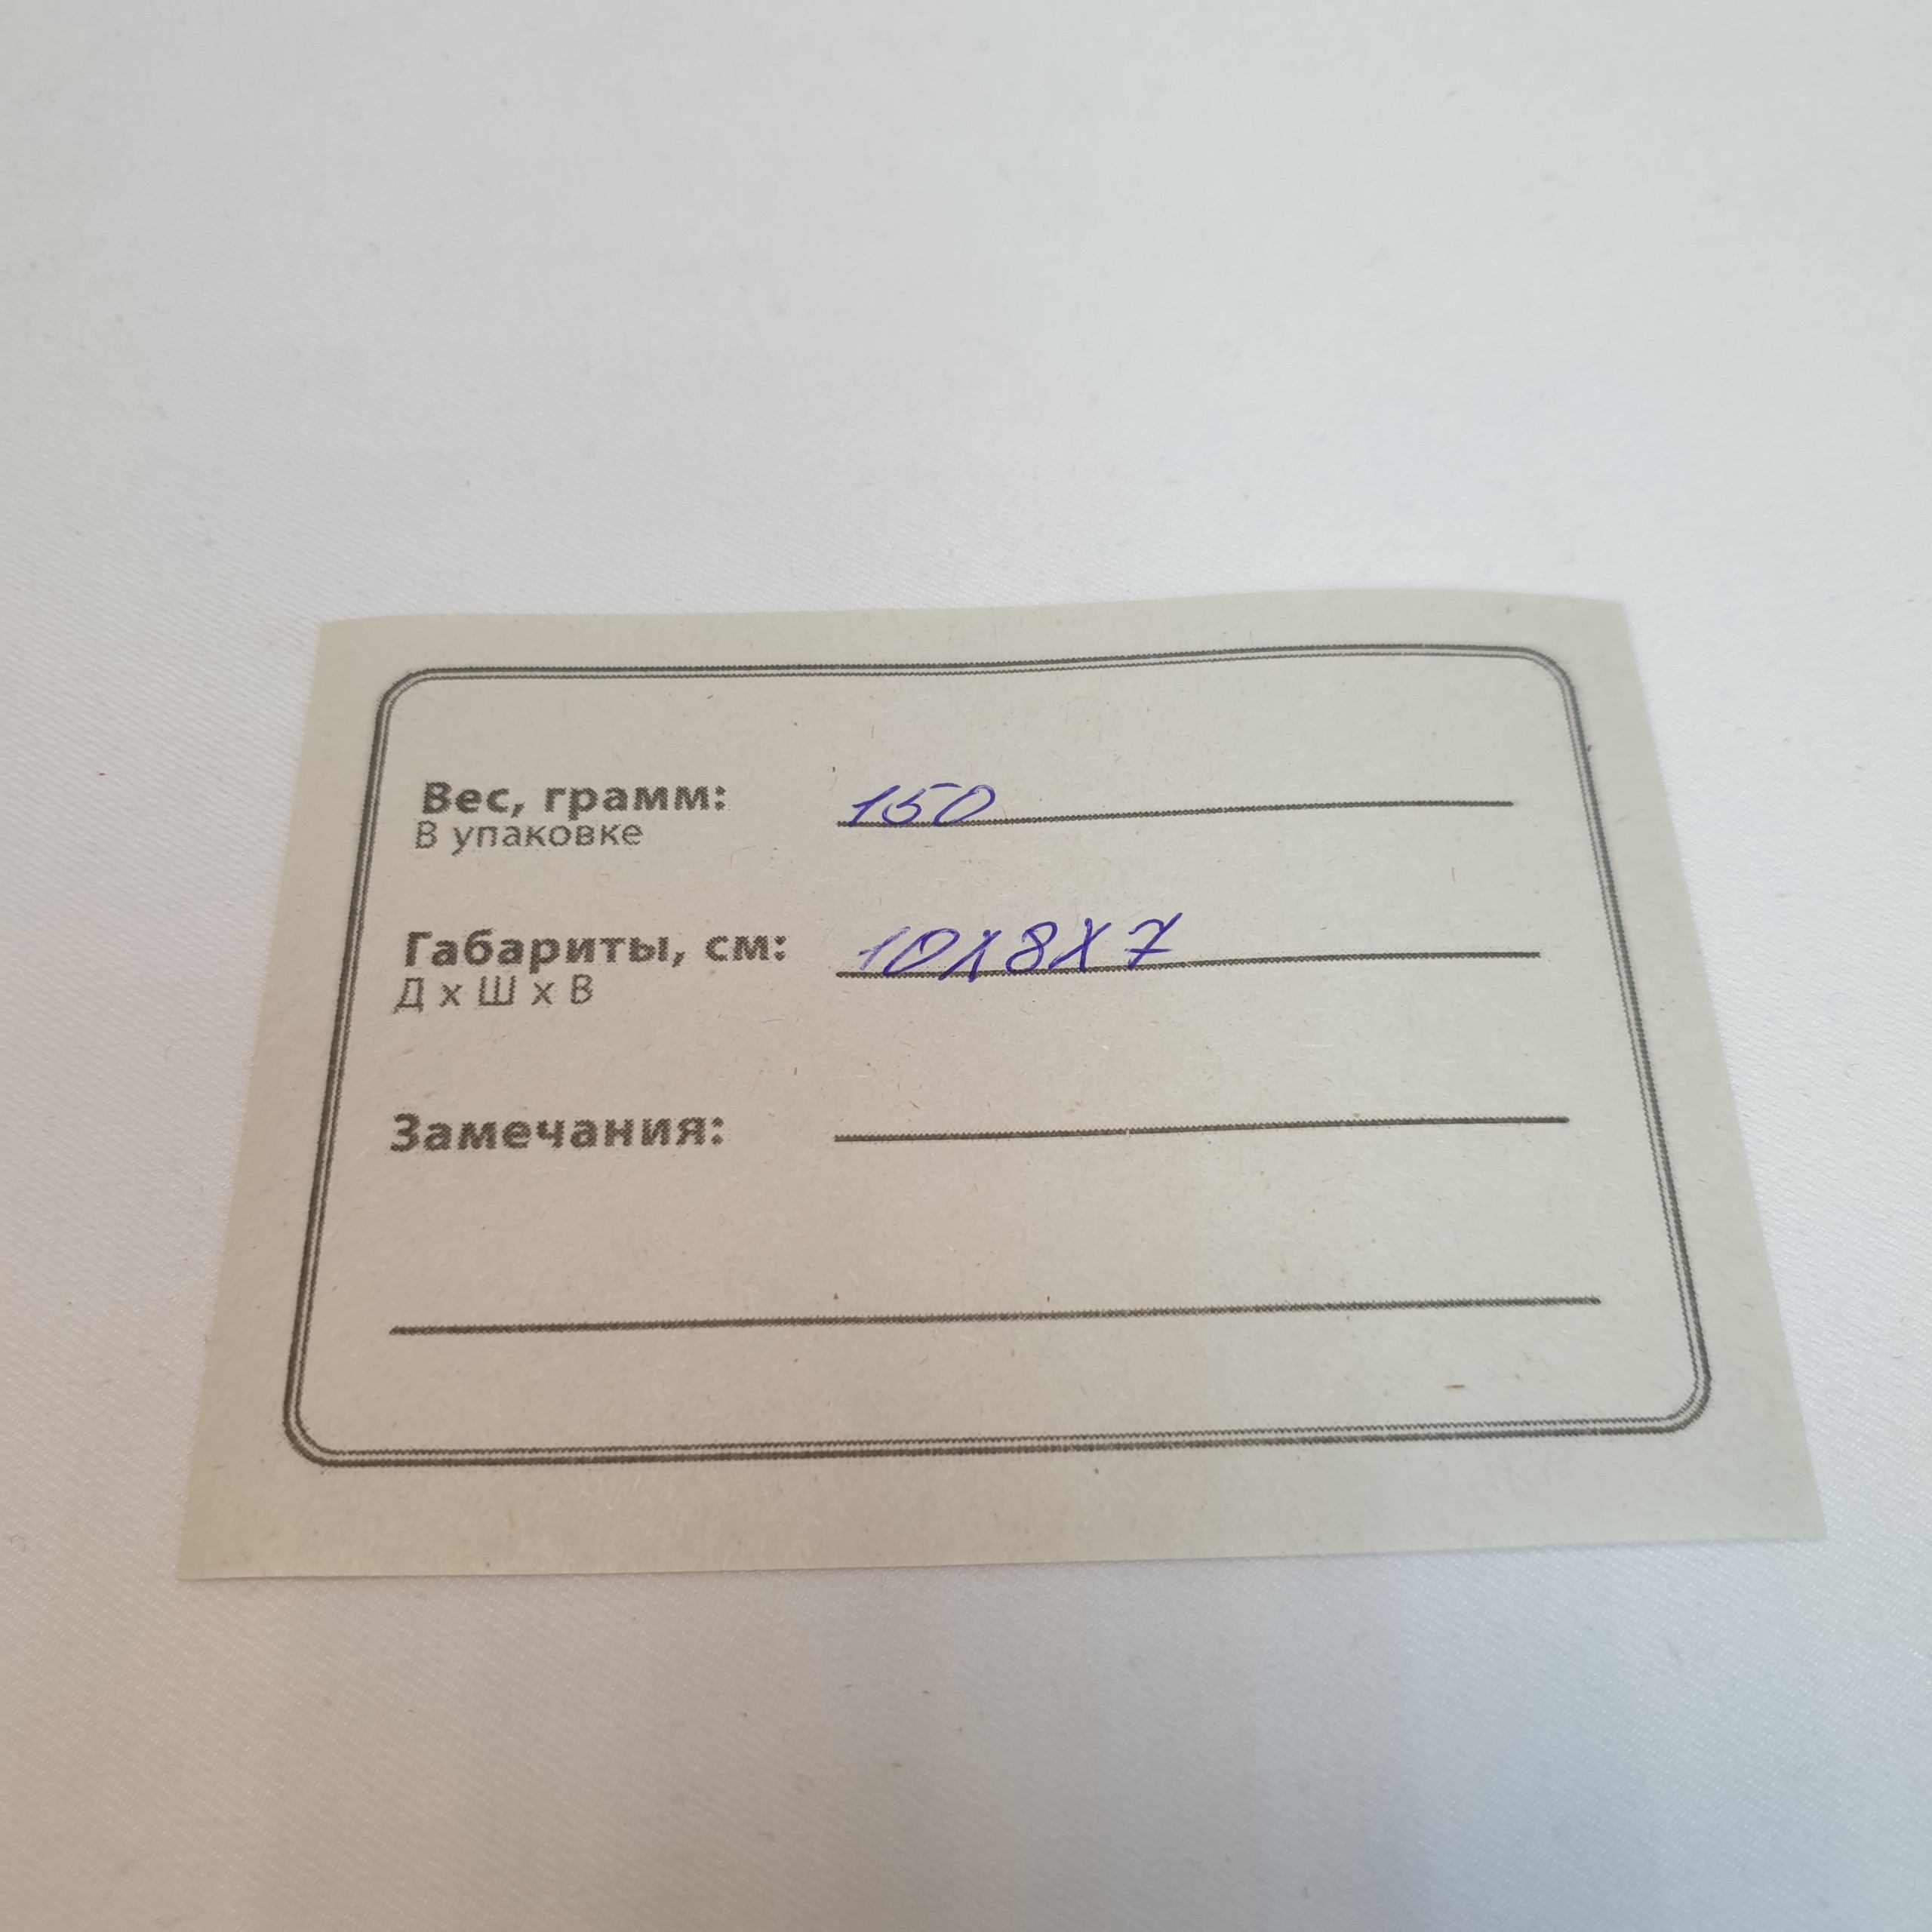 Вес, грамм: 150
В упаковке
Габариты, см: 10х8х7
Д х Ш х В
Замечания: